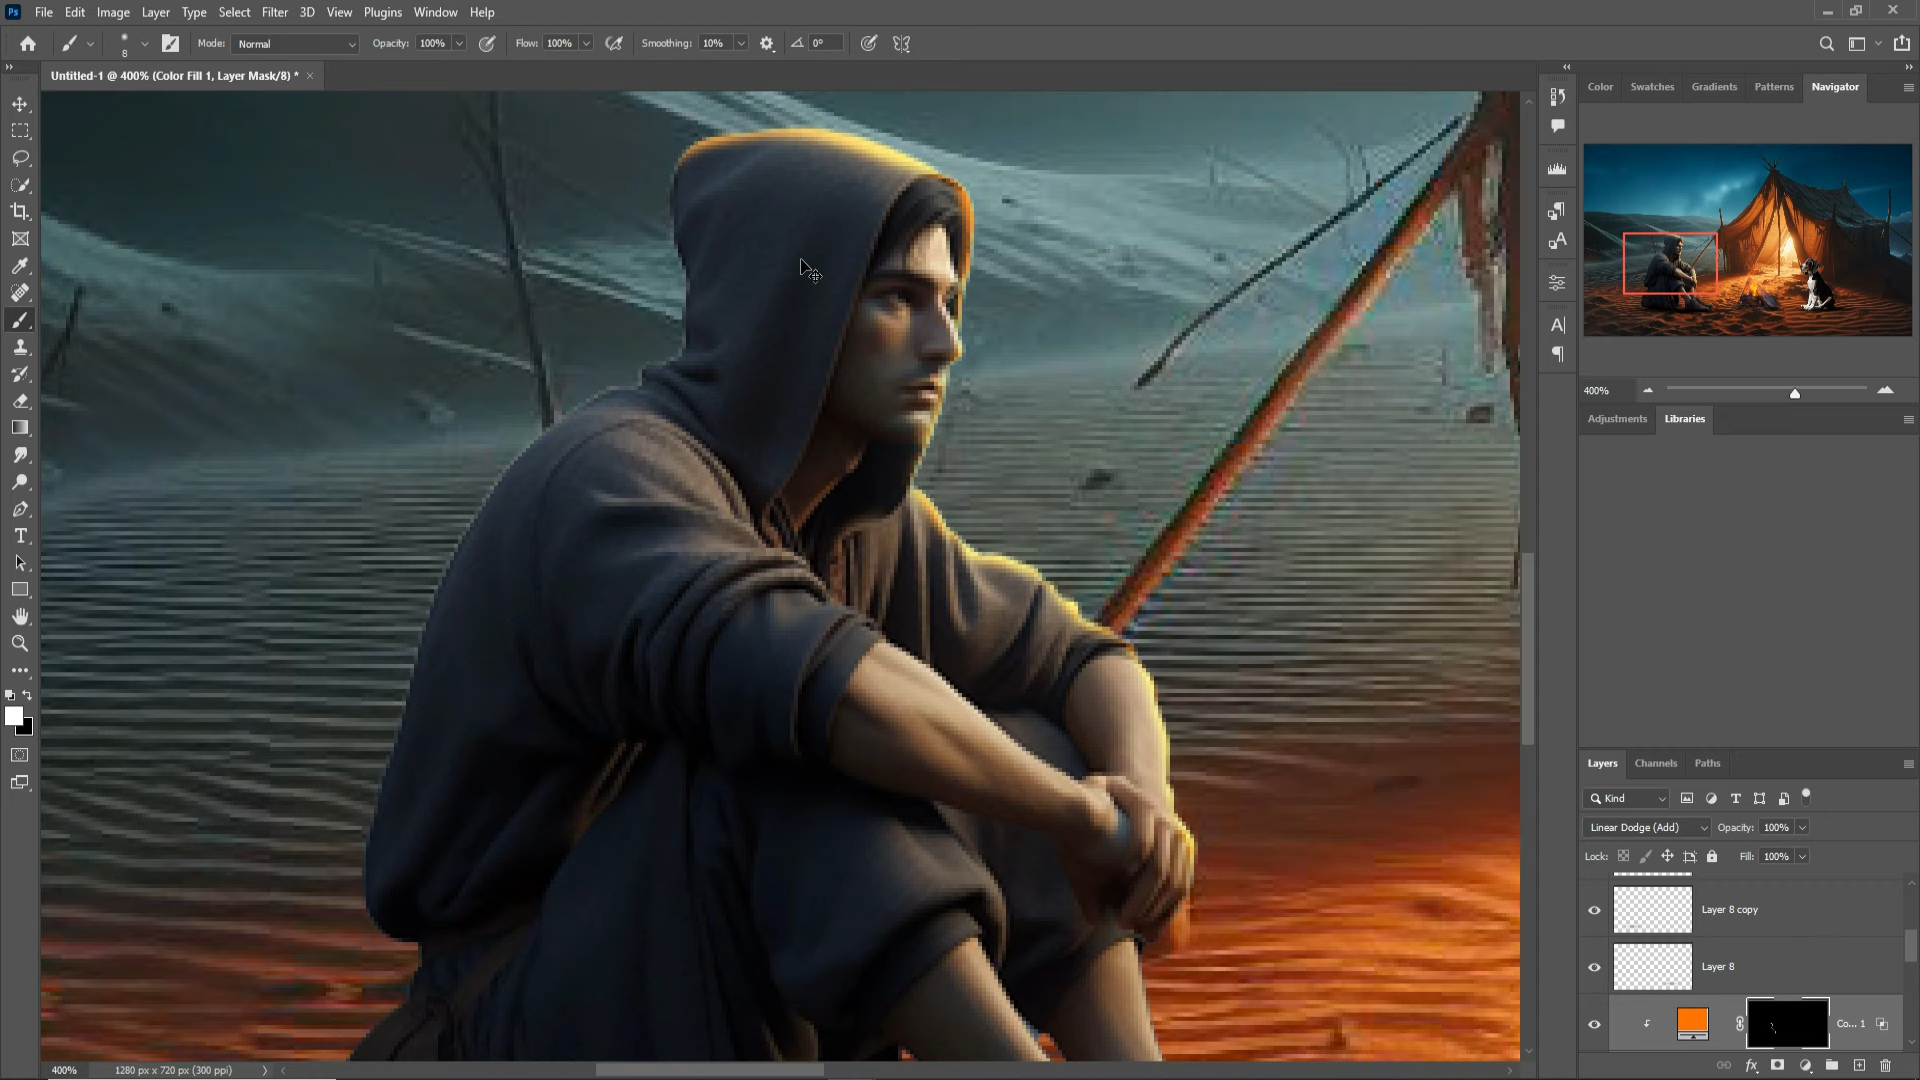 Ps File Edit Image Layer Type Select Filter 3D View Plugins Window Help
8 Mode: Normal Opacity: 100% Flow: 100% Smoothing: 10% 0°
Untitled-1 @ 400% (Color Fill 1, Layer Mask/8) * ×
Color Swatches Gradients Patterns Navigator
400%
Adjustments Libraries
Layers Channels Paths
Kind
Linear Dodge (Add) Opacity: 100%
Lock: Fill: 100%
Layer 8 copy
Layer 8
Co... 1
400% 1280 px x 720 px (300 ppi)